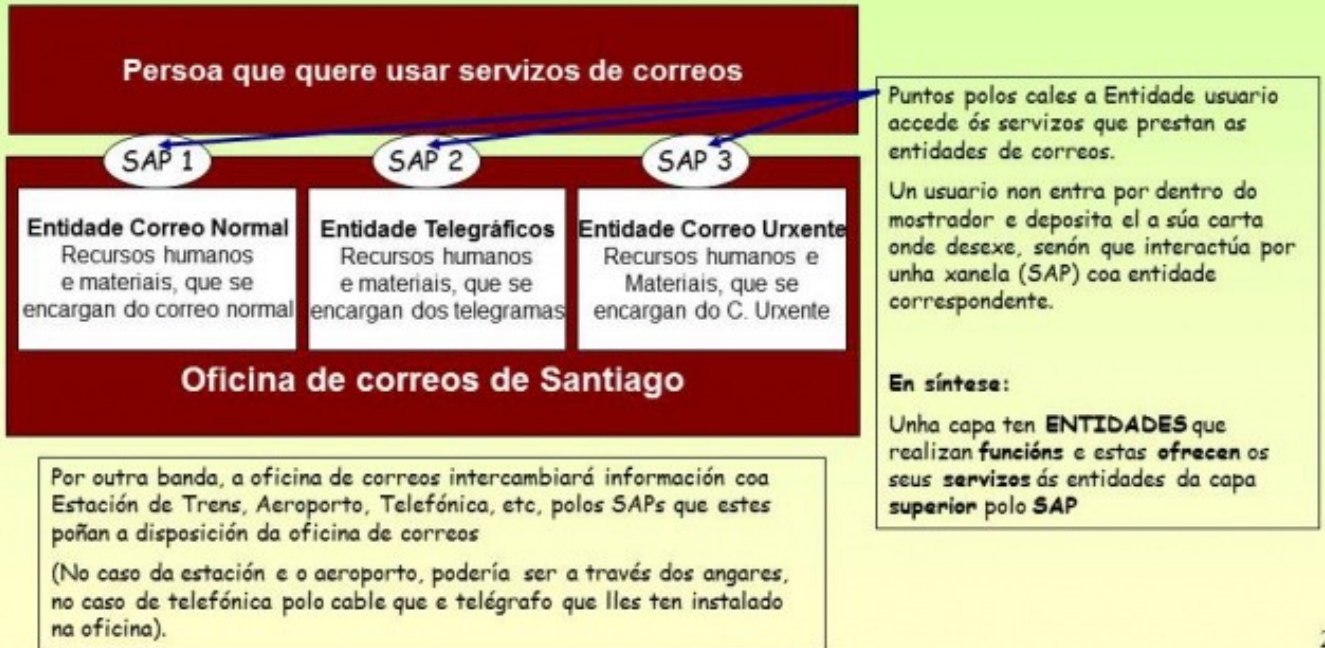 Persoa que quere usar servizos de correos
SAP 1
SAP 2
SAP 3
Entidade Correo Normal
Recursos humanos
e materiais, que se
encargan do correo normal
Entidade Telegráficos
Recursos humanos
e materiais, que se
encargan dos telegramas
Entidade Correo Urxente
Recursos humanos e
Materiais, que se
encargan do C. Urxente
Oficina de correos de Santiago
Puntos polos cales a Entidade usuario
accede ós servizos que prestan as
entidades de correos.
Un usuario non entra por dentro do
mostrador e deposita el a súa carta
onde desexe, senón que interactúa por
unha xanela (SAP) coa entidade
correspondente.
En síntese:
Unha capa ten ENTIDADES que
realizan funcións e estas ofrecen os
seus servizos ás entidades da capa
superior polo SAP
Por outra banda, a oficina de correos intercambiará información coa
Estación de Trens, Aeroporto, Telefónica, etc, polos SAPs que estes
poñan a disposición da oficina de correos
(No caso da estación e o aeroporto, podería ser a través dos angares,
no caso de telefónica polo cable que e telégrafo que lles ten instalado
na oficina).